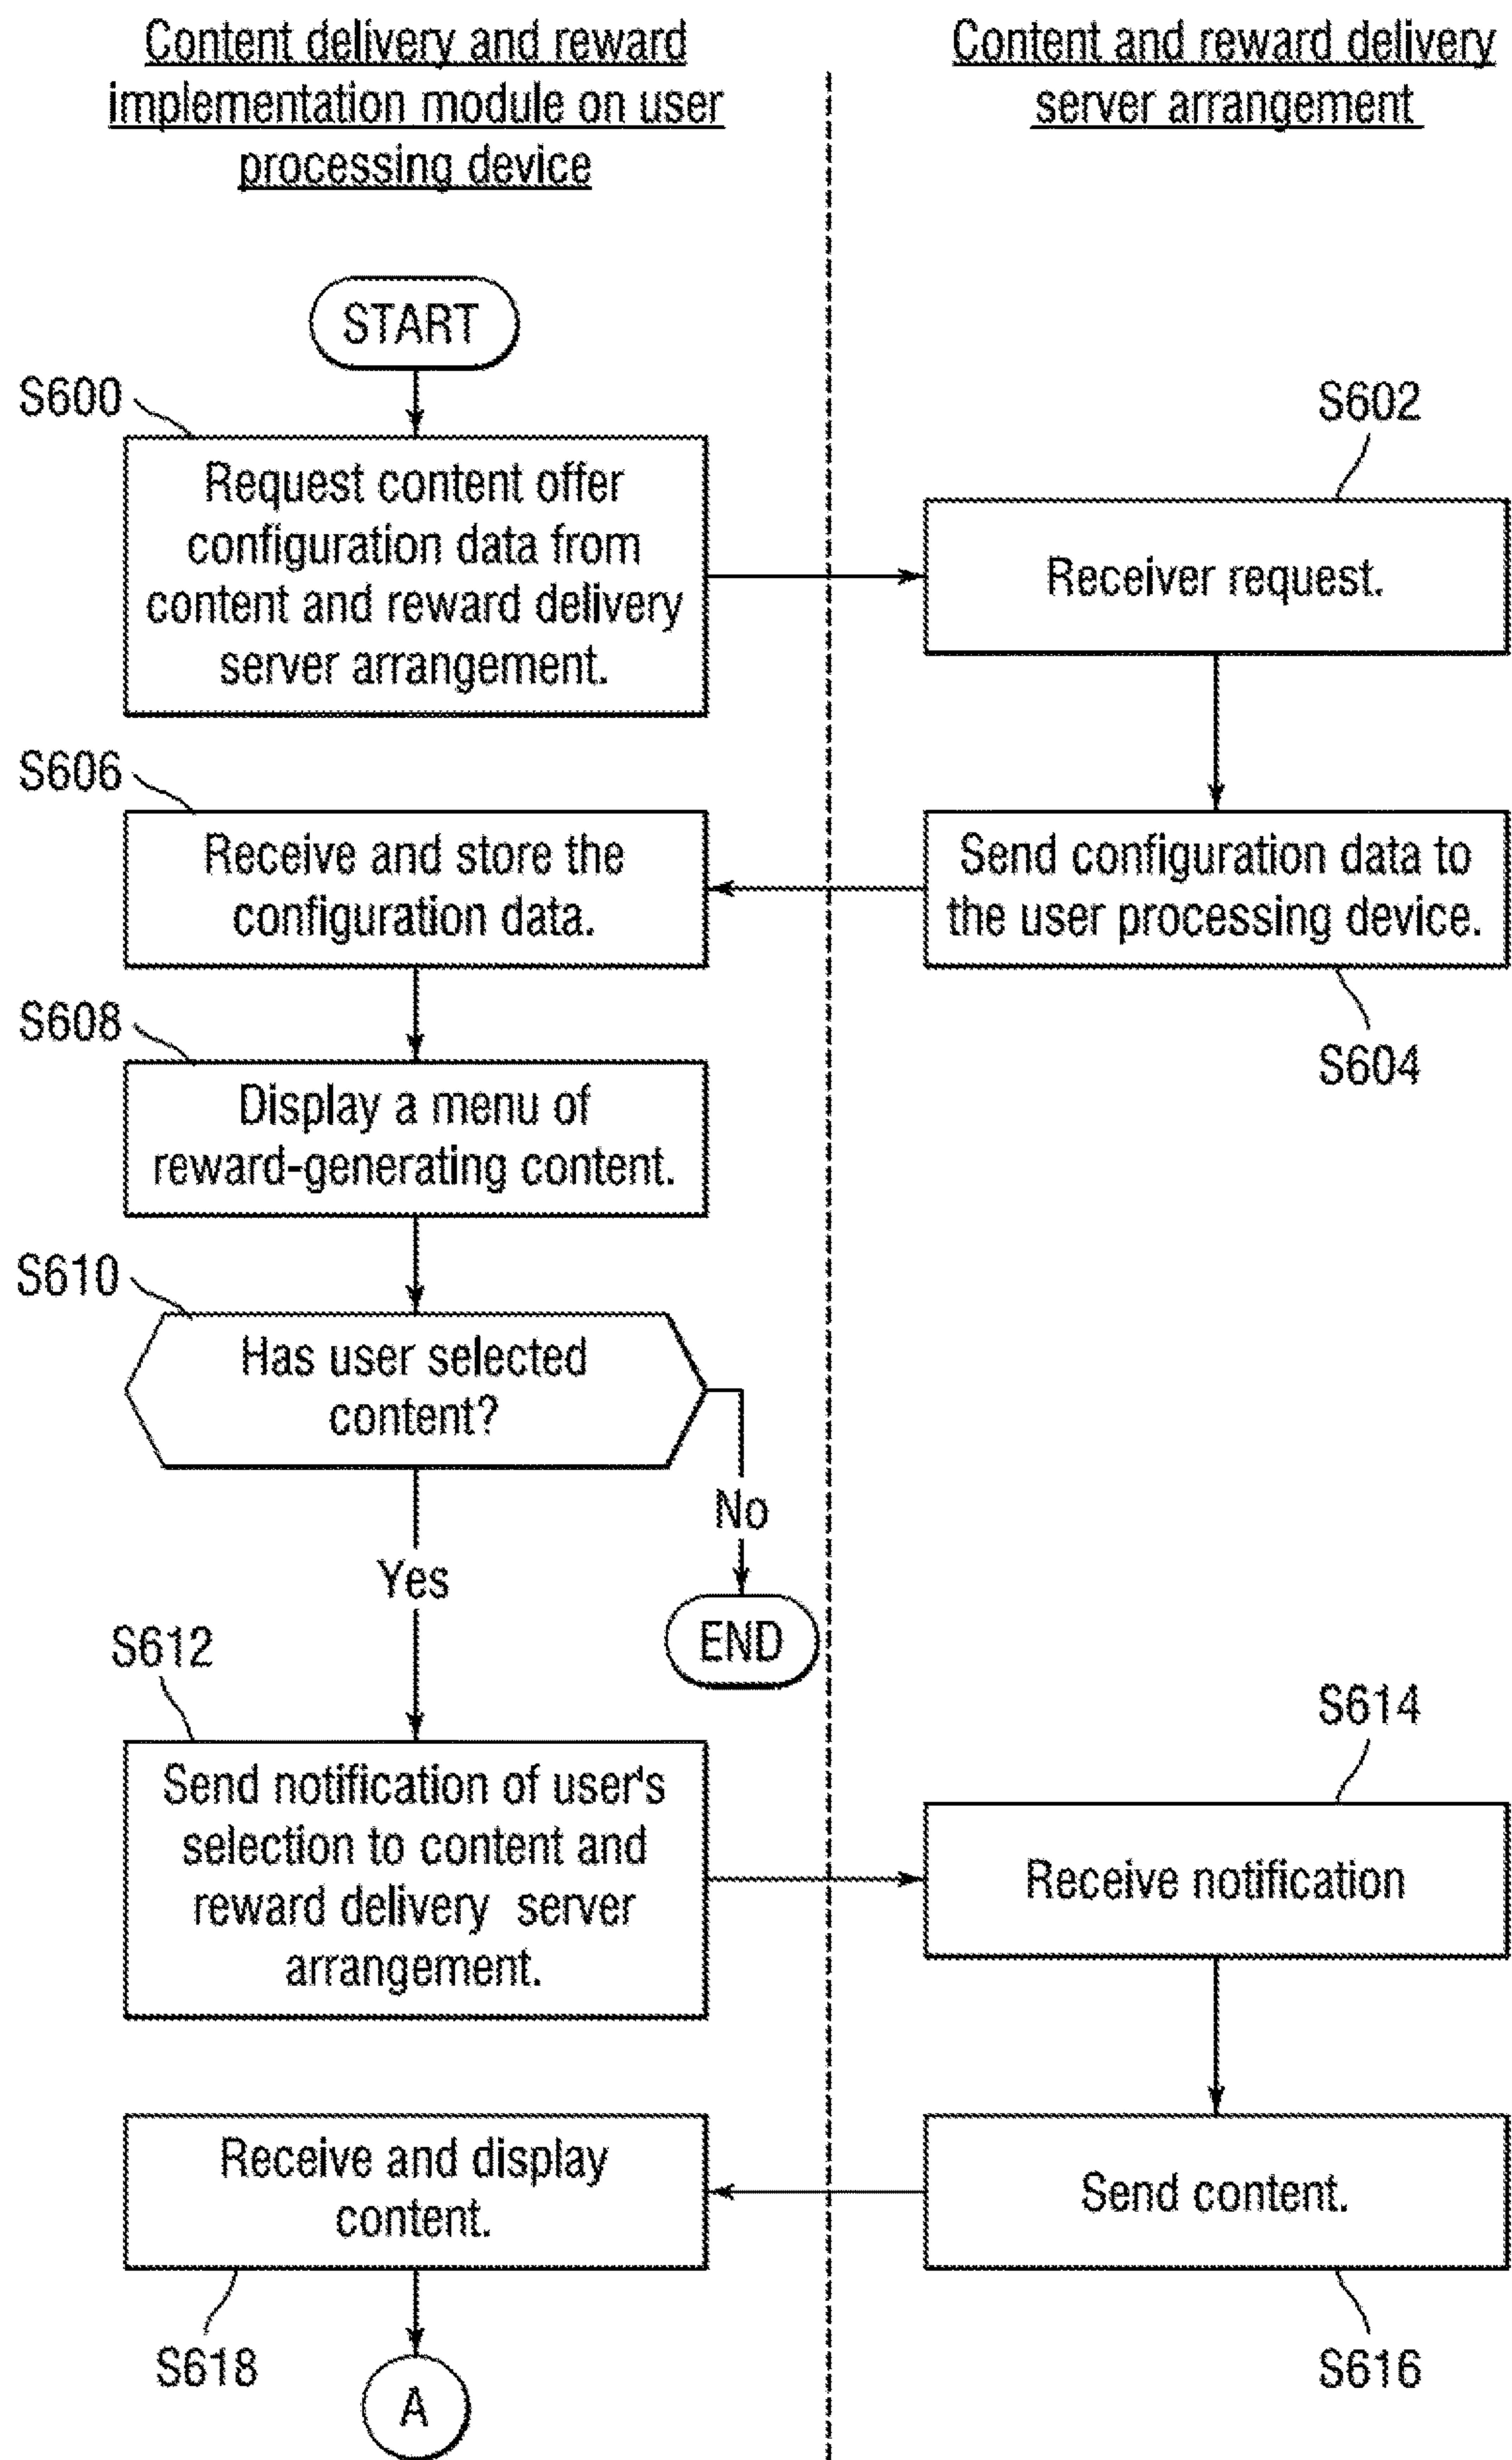 Content delivery and reward
implementation module on user
processing device
Content and reward delivery
server arrangement
START
S600
Request content offer
configuration data from
content and reward delivery
server arrangement.
S602
Receiver request.
S606
Receive and store the
configuration data.
Send configuration data to
the user processing device.
S604
S608
Display a menu of
reward-generating content.
S610
Has user selected
content?
No
Yes
END
S612
Send notification of user's
selection to content and
reward delivery server
arrangement.
S614
Receive notification
Receive and display
content.
S618
Send content.
S616
A